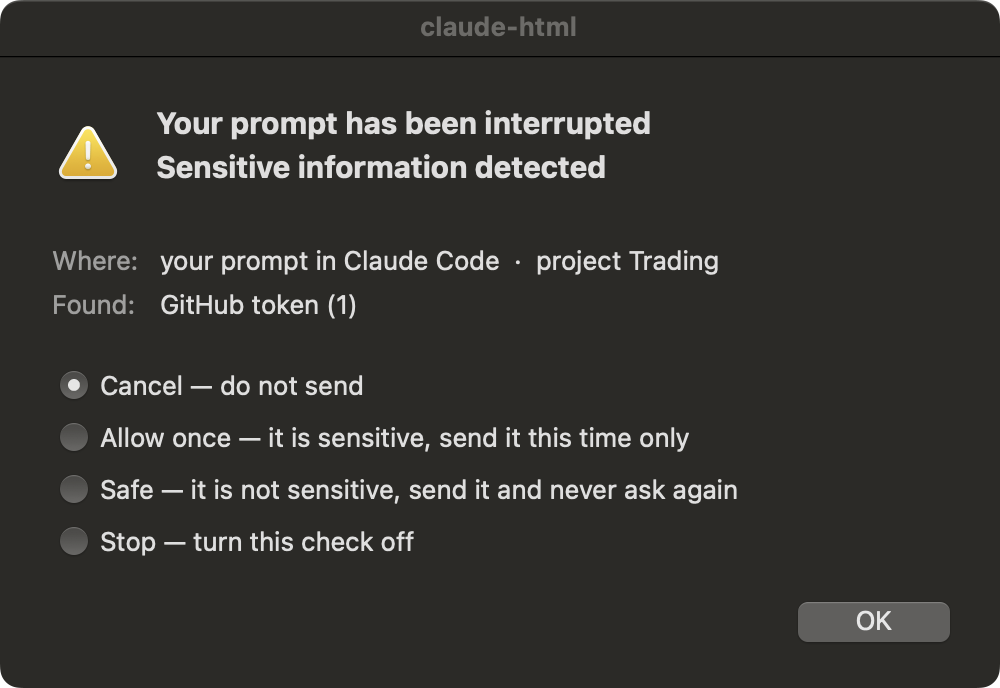 claude-html
Your prompt has been interrupted
Sensitive information detected
Where: your prompt in Claude Code · project Trading
Found: GitHub token (1)
Cancel — do not send
Allow once — it is sensitive, send it this time only
Safe — it is not sensitive, send it and never ask again
Stop — turn this check off
OK